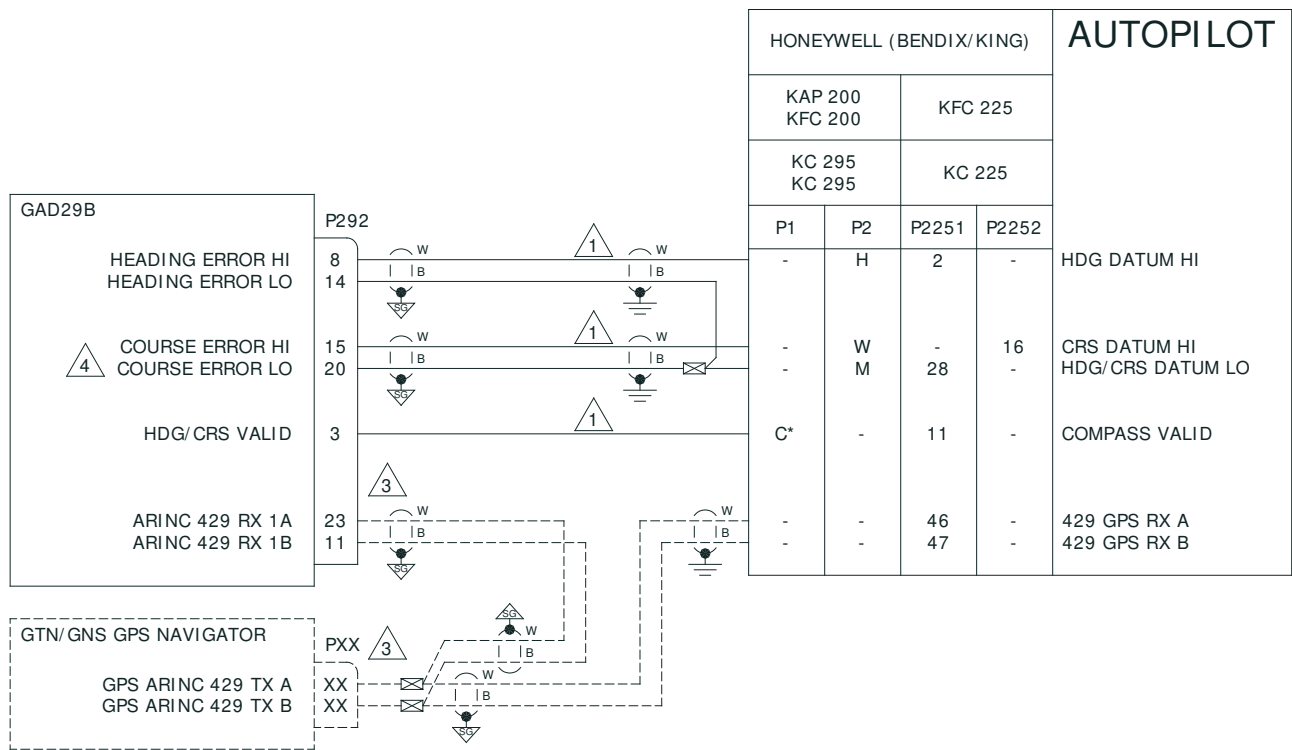 HONEYWELL (BENDIX/KING) AUTOPILOT
KAP 200 KFC 225
KFC 200
KC 295 KC 225
KC 295
P1 P2 P2251 P2252
GAD29B
P292
HEADING ERROR HI 8 W 1 W - H 2 - HDG DATUM HI
HEADING ERROR LO 14 B B
SG
COURSE ERROR HI 15 W 1 W - W - 16 CRS DATUM HI
4 COURSE ERROR LO 20 B B - M 28 - HDG/CRS DATUM LO
SG
HDG/CRS VALID 3 1 C* - 11 - COMPASS VALID
3
ARINC 429 RX 1A 23 W W - - 46 - 429 GPS RX A
ARINC 429 RX 1B 11 B B - - 47 - 429 GPS RX B
SG
SG
GTN/GNS GPS NAVIGATOR PXX 3 W
B
GPS ARINC 429 TX A XX W
GPS ARINC 429 TX B XX B
SG